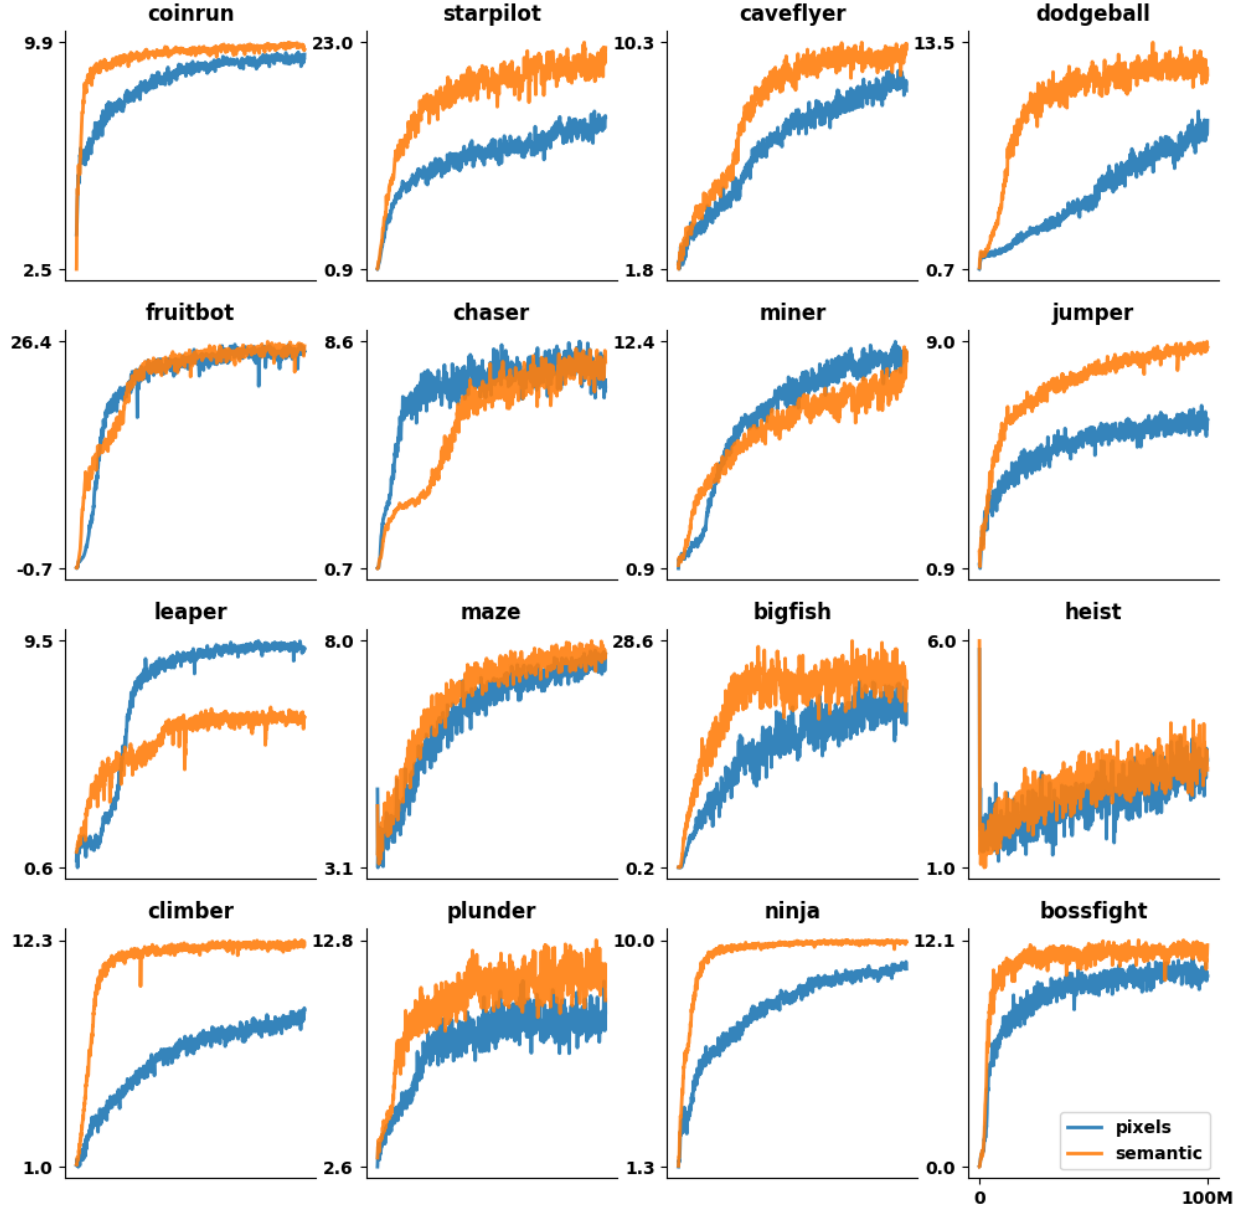 coinrun
starpilot
caveflyer
dodgeball
9.9
23.0
10.3
13.5
2.5
0.9
1.8
0.7
fruitbot
chaser
miner
jumper
26.4
8.6
12.4
9.0
-0.7
0.7
0.9
0.9
leaper
maze
bigfish
heist
9.5
8.0
28.6
6.0
0.6
3.1
0.2
1.0
climber
plunder
ninja
bossfight
12.3
12.8
10.0
12.1
pixels
semantic
1.0
2.6
1.3
0.0
0
100M